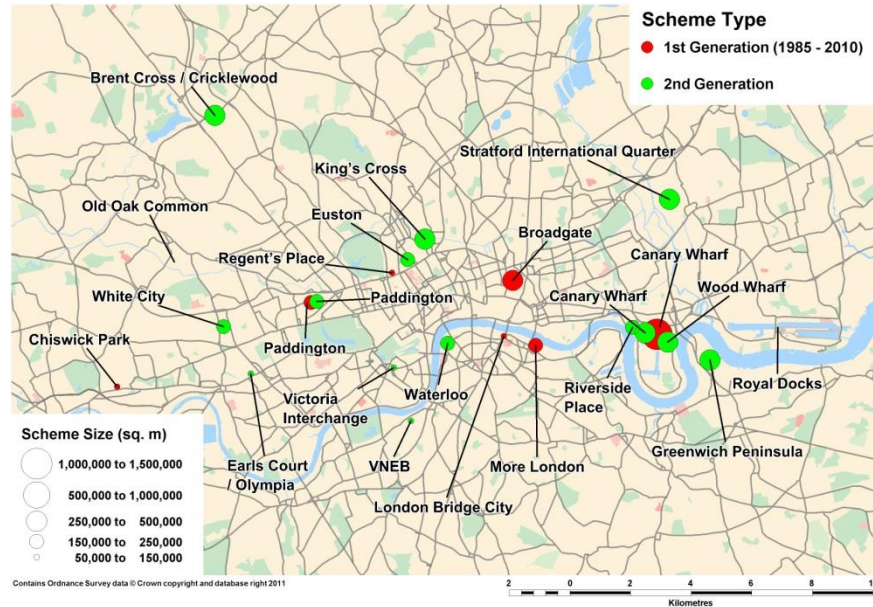 Scheme Type
1st Generation (1985 - 2010)
2nd Generation
Brent Cross / Cricklewood
Stratford International Quarter
King's Cross
Old Oak Common
Euston
Broadgate
Regent's Place
Canary Wharf
White City
Paddington
Canary Wharf
Wood Wharf
Chiswick Park
Paddington
Victoria
Interchange
Waterloo
Riverside
Place
Royal Docks
Scheme Size (sq. m)
1,000,000 to 1,500,000
500,000 to 1,000,000
250,000 to 500,000
150,000 to 250,000
50,000 to 150,000
Earls Court
/ Olympia
VNEB
More London
Greenwich Peninsula
London Bridge City
Contains Ordnance Survey data © Crown copyright and database right 2011
2 0 2 4 6 8
Kilometres